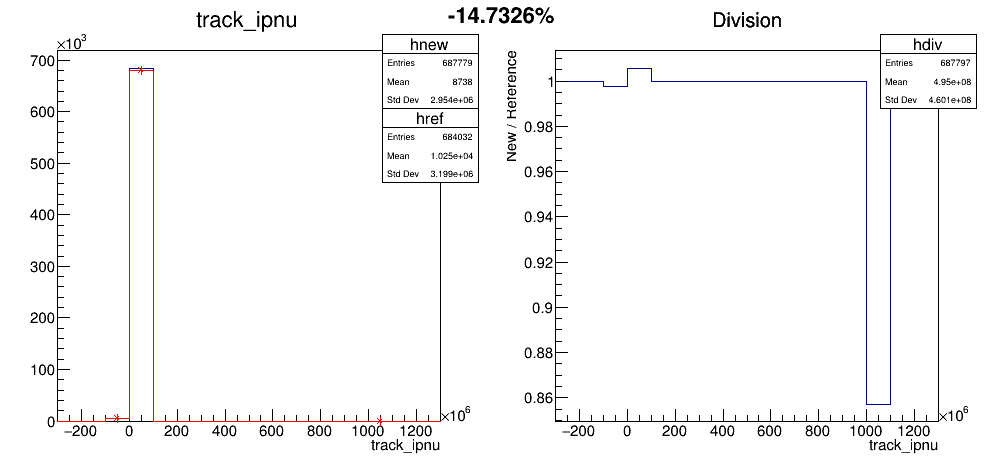 -14.7326%
track_ipnu
×10³
hnew
Entries 687779
Mean 8738
Std Dev 2.954e+06
href
Entries 684032
Mean 1.025e+04
Std Dev 3.199e+06
700
600
500
400
300
200
100
0
−200 0 200 400 600 800 1000 1200
×10⁶
track_ipnu
Division
hdiv
Entries 687797
Mean 4.95e+08
Std Dev 4.601e+08
New / Reference
1
0.98
0.96
0.94
0.92
0.9
0.88
0.86
−200 0 200 400 600 800 1000 1200
×10⁶
track_ipnu